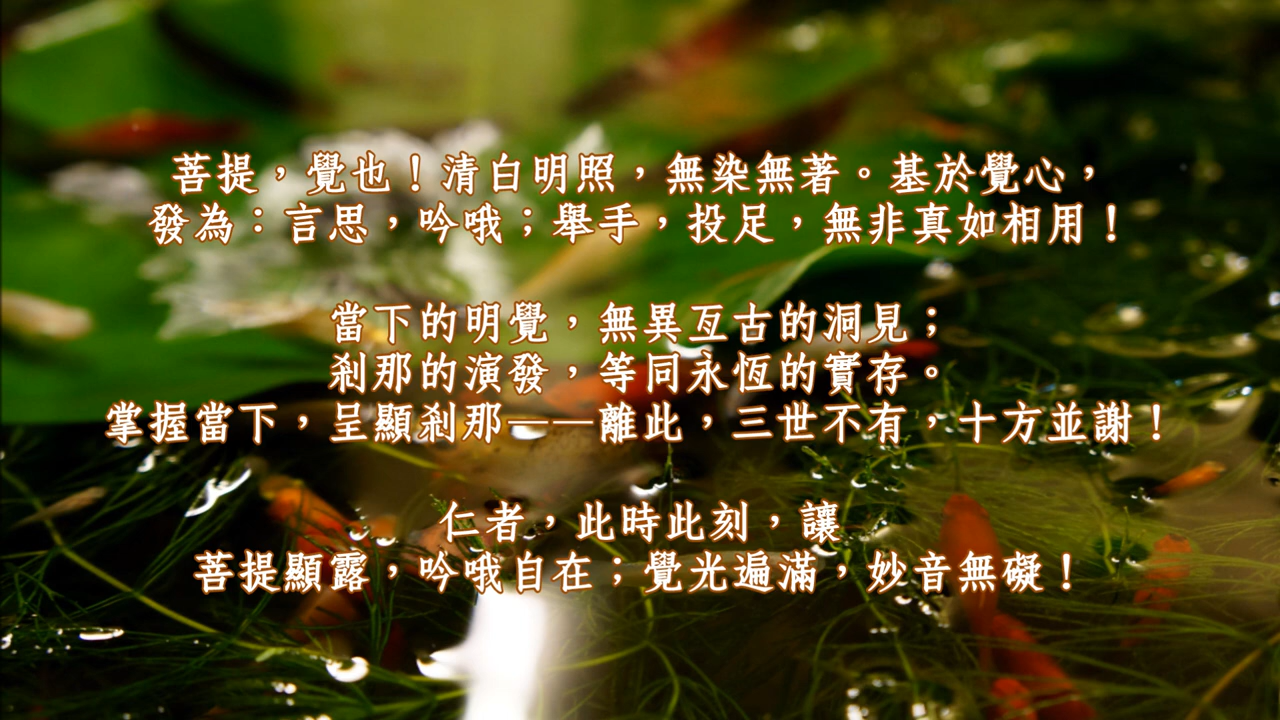 菩提，覺也！清白明照，無染無著。基於覺心，
發為：言思，吟哦；舉手，投足，無非真如相用！
當下的明覺，無異亙古的洞見；
剎那的演發，等同永恆的實存。
掌握當下，呈顯剎那——離此，三世不有，十方並謝！
仁者，此時此刻，讓
菩提顯露，吟哦自在；覺光遍滿，妙音無礙！